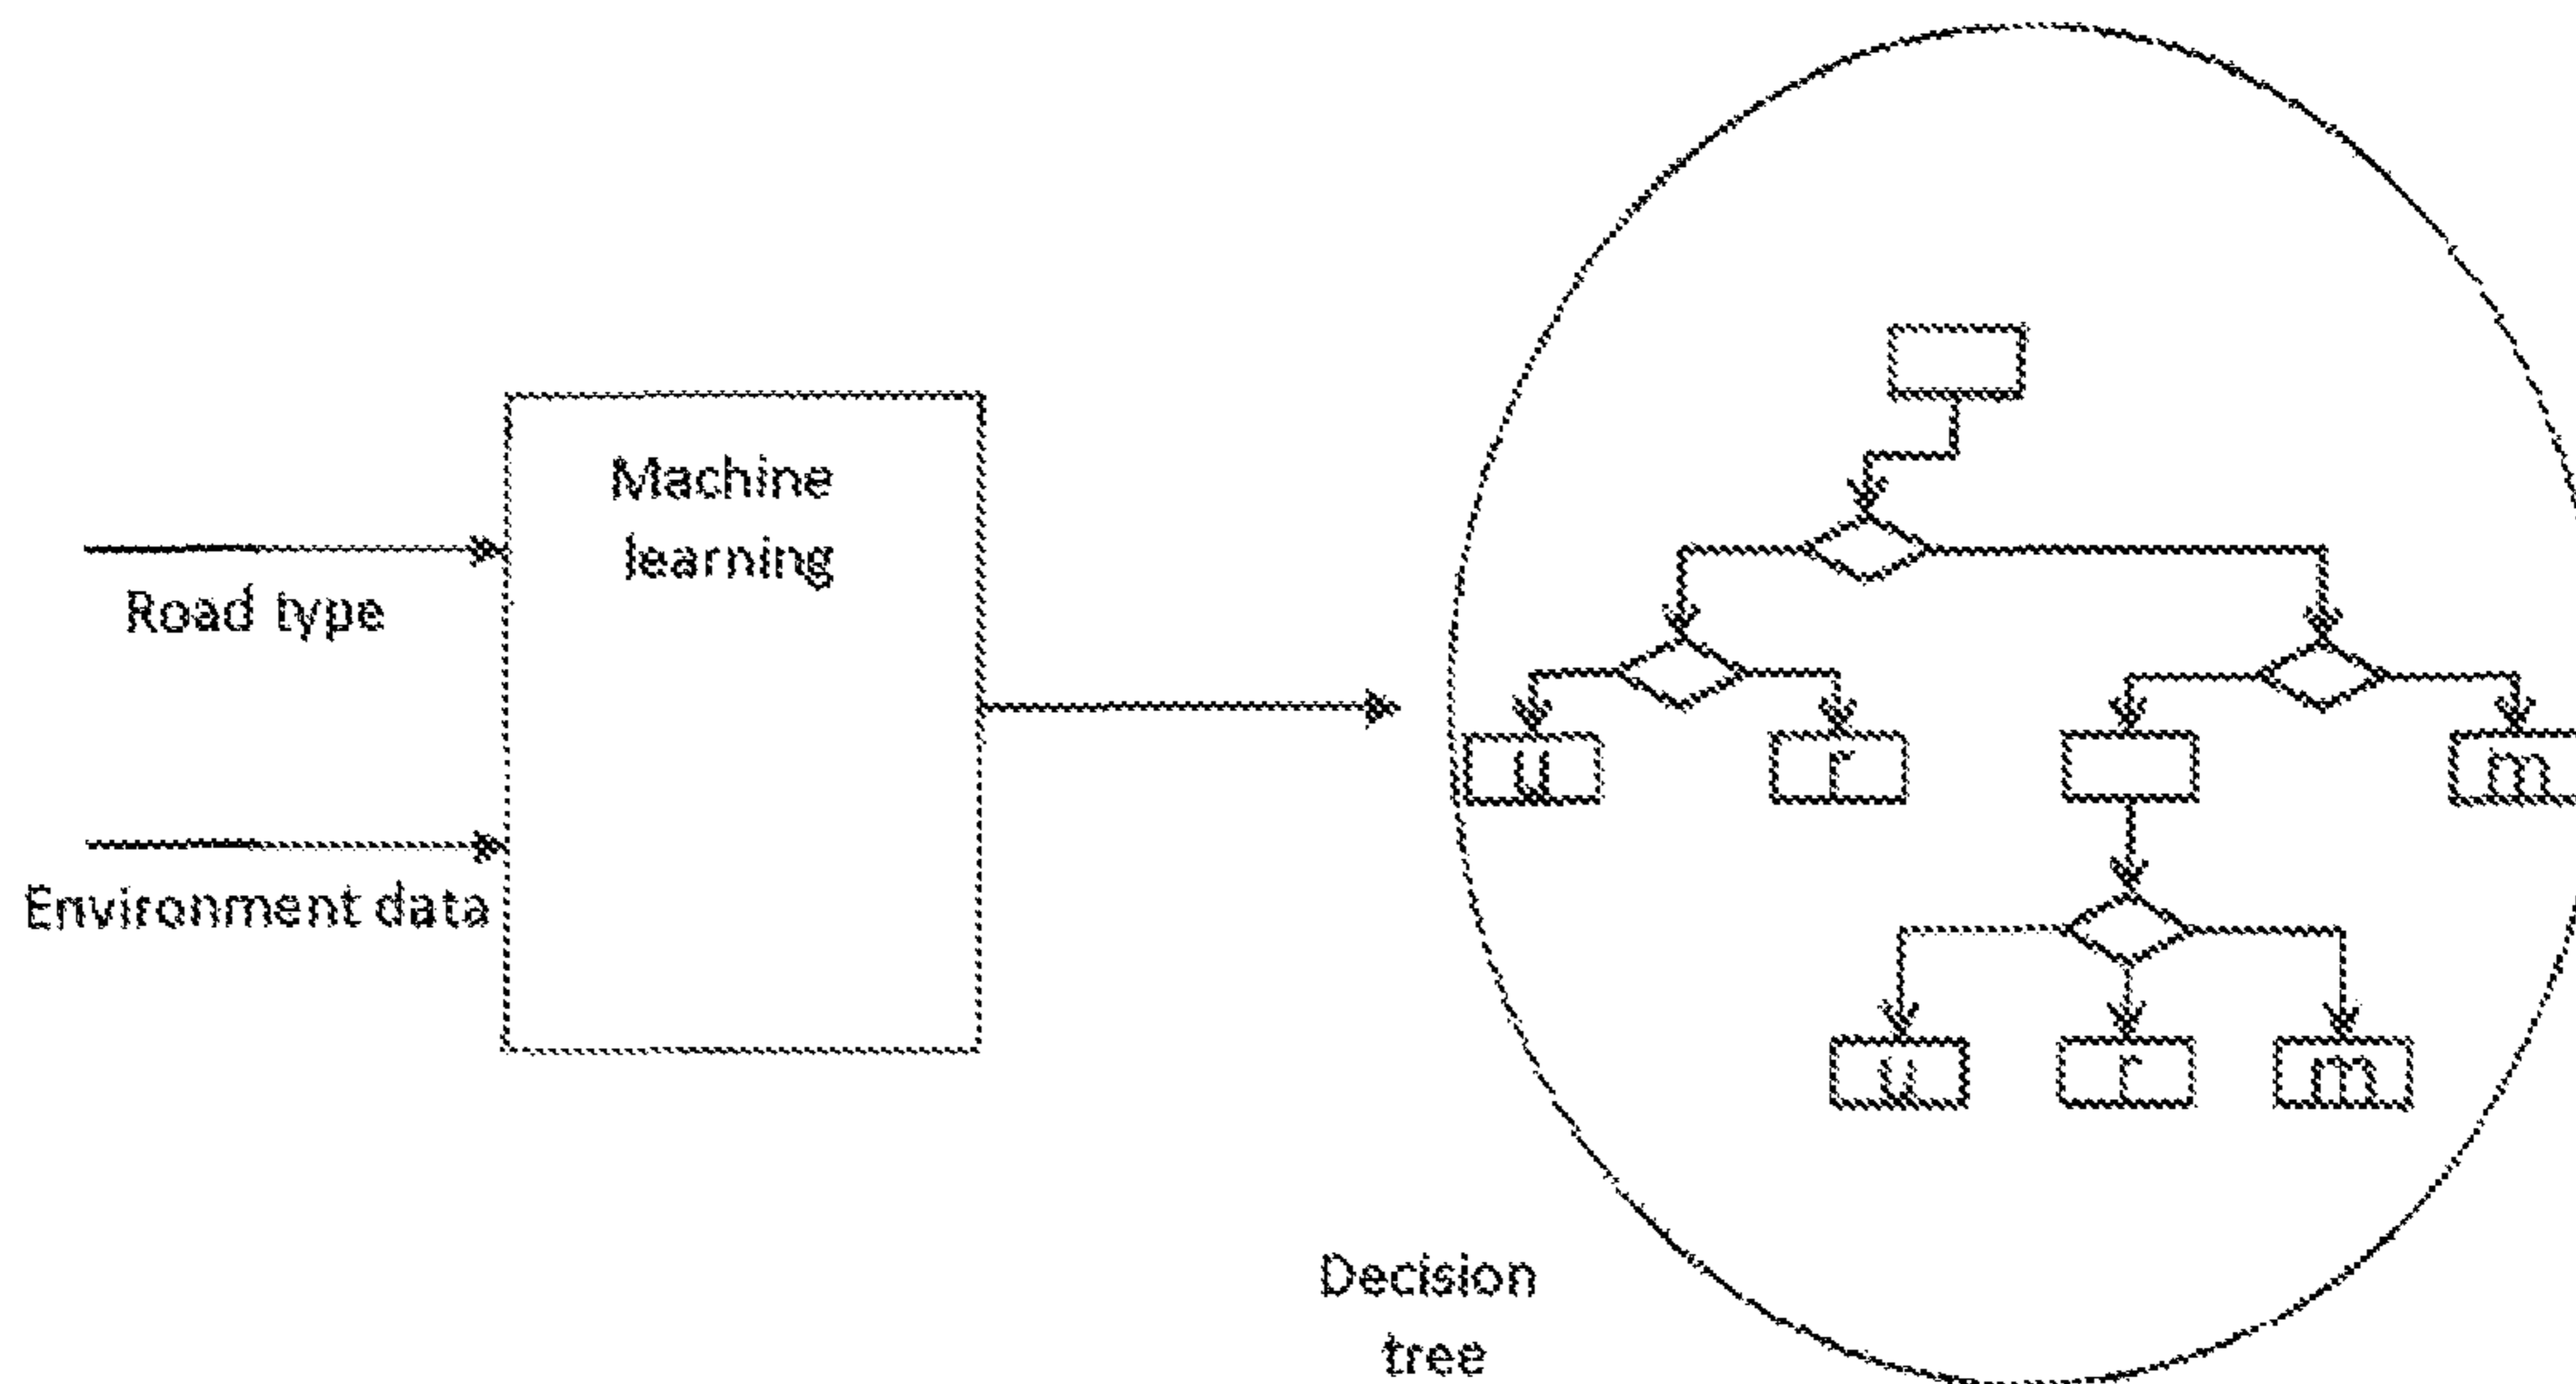 Machine
learning
Road type
Environment data
u
r
m
u
r
m
Decision
tree